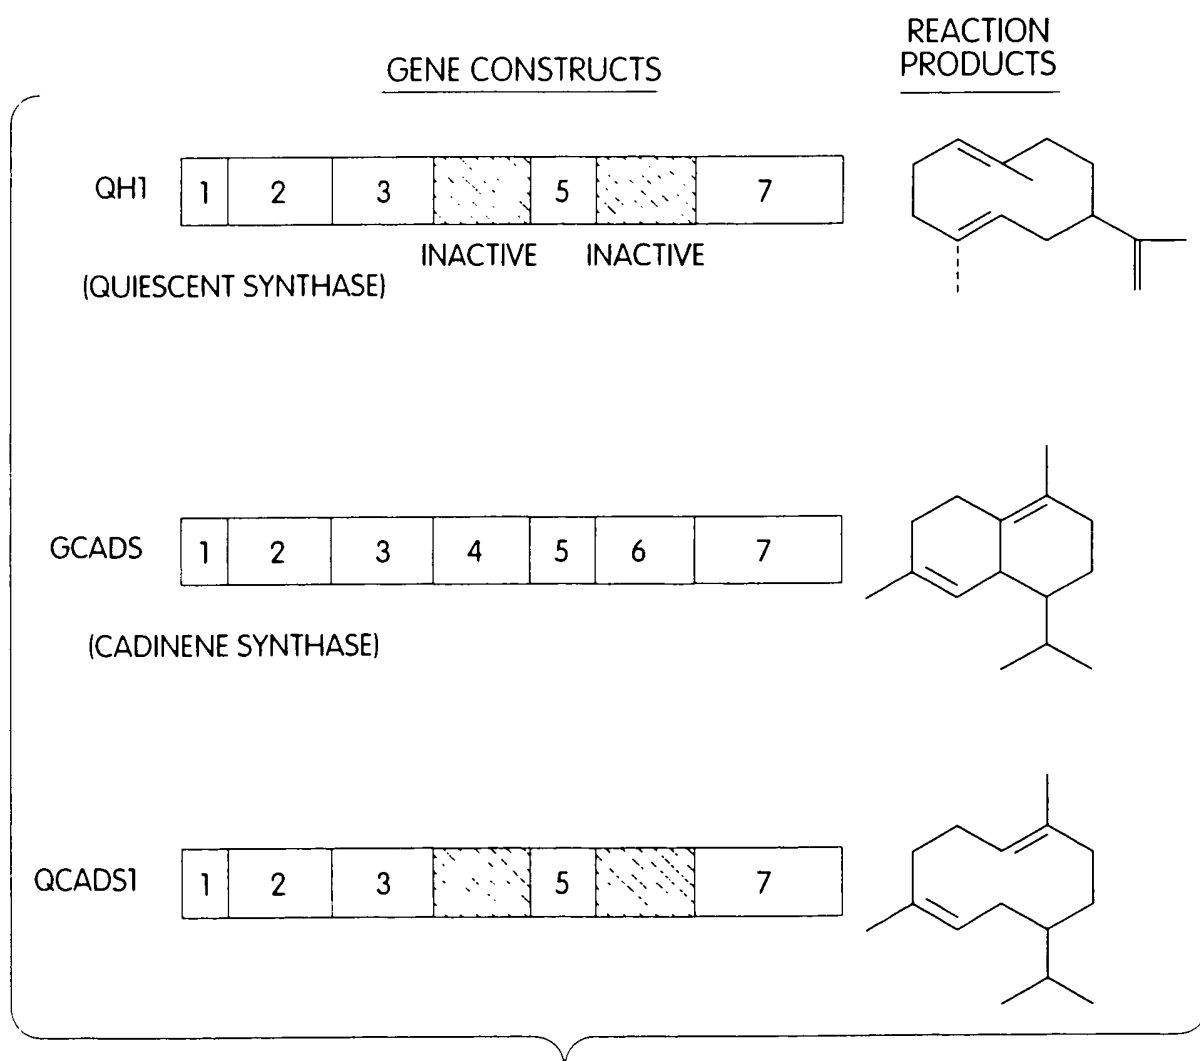 GENE CONSTRUCTS
REACTION
PRODUCTS
QH1
1 2 3 5 7
INACTIVE INACTIVE
(QUIESCENT SYNTHASE)
GCADS
1 2 3 4 5 6 7
(CADINENE SYNTHASE)
QCADS1
1 2 3 5 7